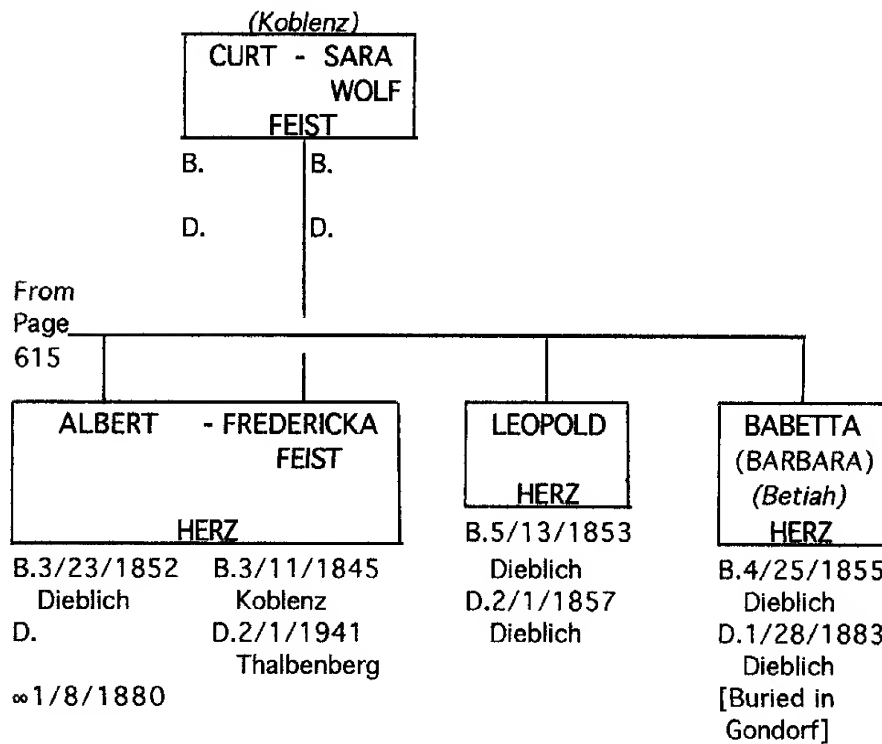 (Koblenz)
CURT - SARA
WOLF
FEIST
B. B.
D. D.
From
Page
615
ALBERT - FREDERICKA
FEIST
HERZ
B.3/23/1852 B.3/11/1845
Dieblich Koblenz
D. D.2/1/1941
Thalbenberg
∞1/8/1880
LEOPOLD
HERZ
B.5/13/1853
Dieblich
D.2/1/1857
Dieblich
BABETTA
(BARBARA)
(Betiah)
HERZ
B.4/25/1855
Dieblich
D.1/28/1883
Dieblich
[Buried in
Gondorf]